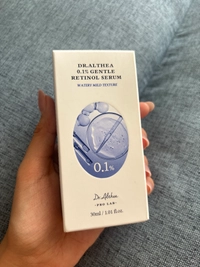 DR.ALTHEA
0.1% GENTLE
RETINOL SERUM
WATERY MILD TEXTURE
0.1%
Dr. Althea
PRO LAB
30ml / 1.01 fl.oz.